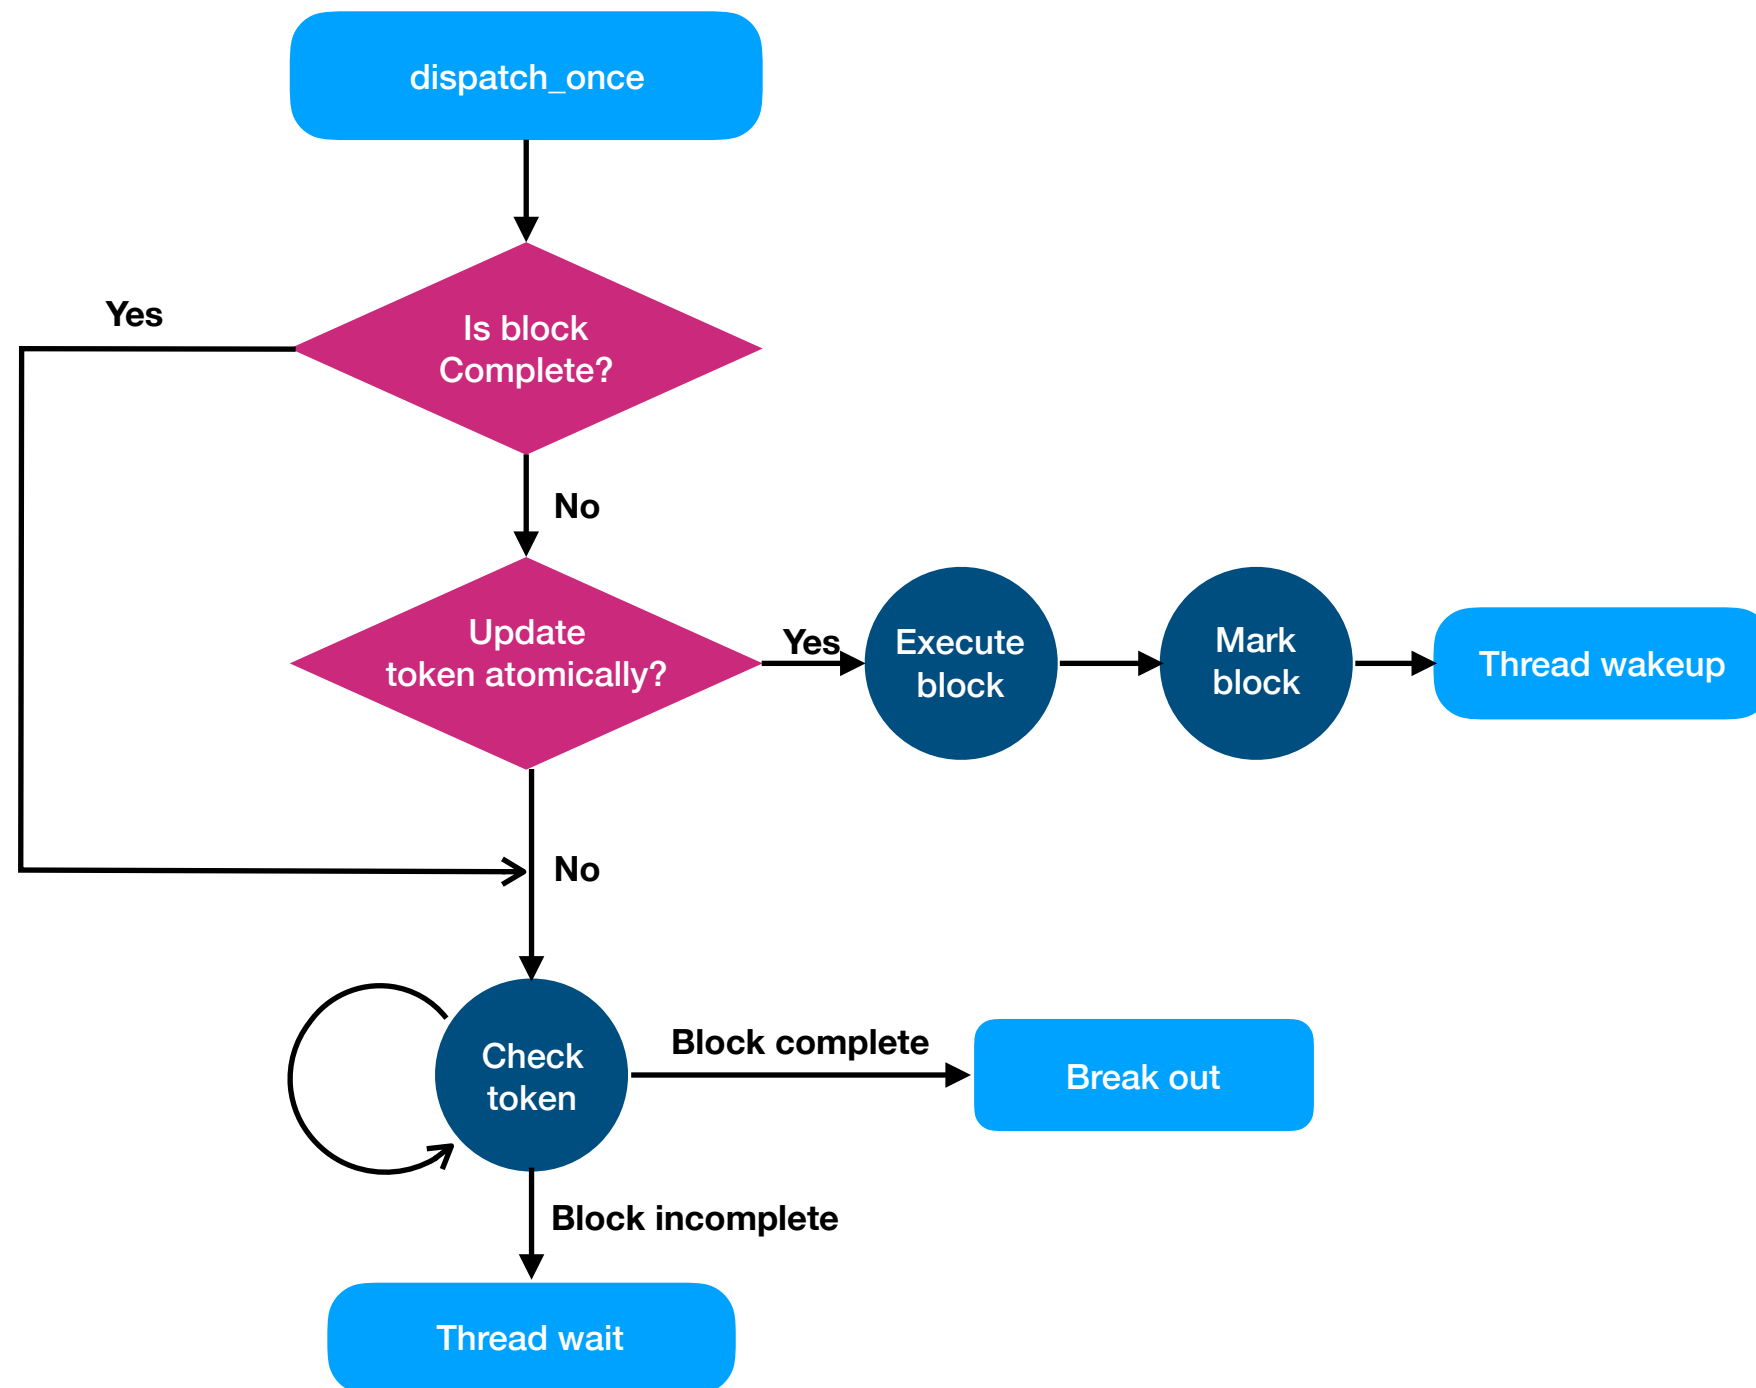 dispatch_once
Yes
Is block
Complete?
No
Update
token atomically?
Yes
Execute
block
Mark
block
Thread wakeup
No
Check
token
Block complete
Break out
Block incomplete
Thread wait